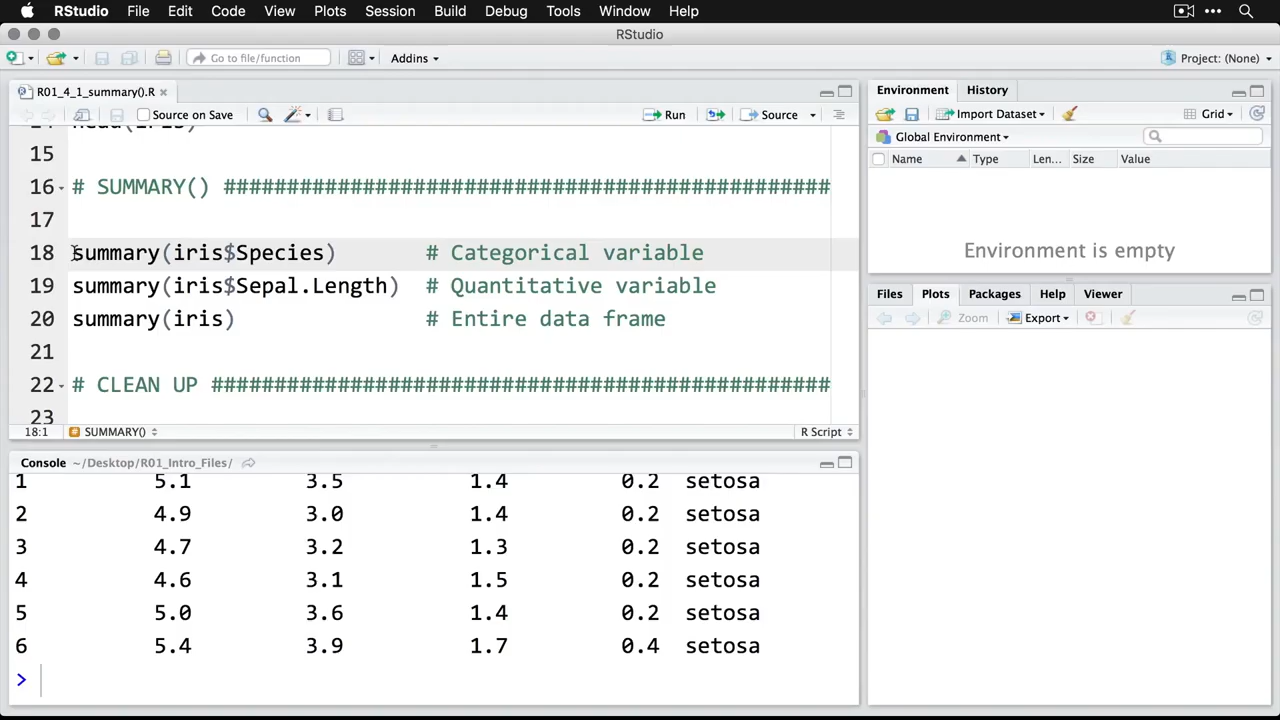 RStudio File Edit Code View Plots Session Build Debug Tools Window Help
RStudio
Go to file/function Addins Project: (None)
R01_4_1_summary().R
Source on Save Run Source
head(iris)
15
16 # SUMMARY() ################################################
17
18 summary(iris$Species) # Categorical variable
19 summary(iris$Sepal.Length) # Quantitative variable
20 summary(iris) # Entire data frame
21
22 # CLEAN UP #################################################
23
18:1 SUMMARY() R Script
Console ~/Desktop/R01_Intro_Files/
1 5.1 3.5 1.4 0.2 setosa
2 4.9 3.0 1.4 0.2 setosa
3 4.7 3.2 1.3 0.2 setosa
4 4.6 3.1 1.5 0.2 setosa
5 5.0 3.6 1.4 0.2 setosa
6 5.4 3.9 1.7 0.4 setosa
>
Environment History
Import Dataset Grid
Global Environment
Name Type Len... Size Value
Environment is empty
Files Plots Packages Help Viewer
Zoom Export